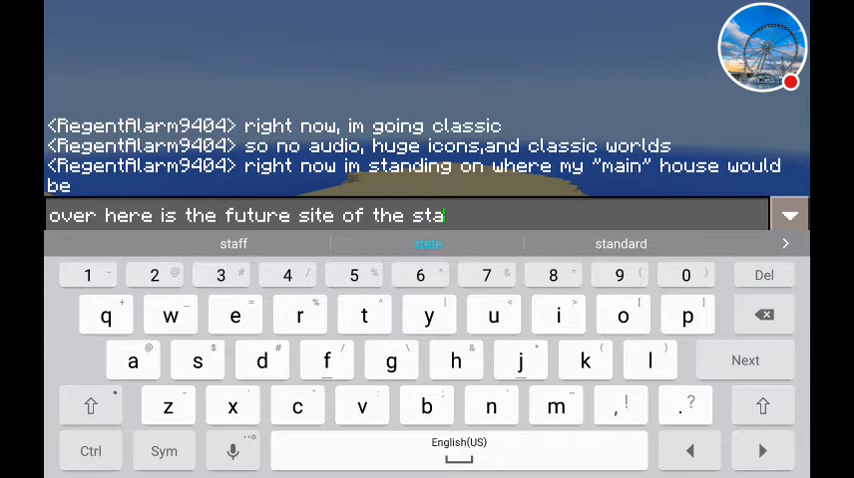 <RegentAlarm9404> right now, im going classic
<RegentAlarm9404> so no audio, huge icons,and classic worlds
<RegentAlarm9404> right now im standing on where my "main" house would
be
over here is the future site of the sta
staff state standard >
1 - 2 @ 3 # 4 / 5 % 6 ^ 7 & 8 * 9 ( 0 ) Del
q + w _ e = r % t ^ y { u < i > o [ p ]
a @ s $ d # f / g \ h & j * k ( l )  Next
z - x ' c " v : b ; n , m ... , ! . ?
Ctrl Sym English(US)